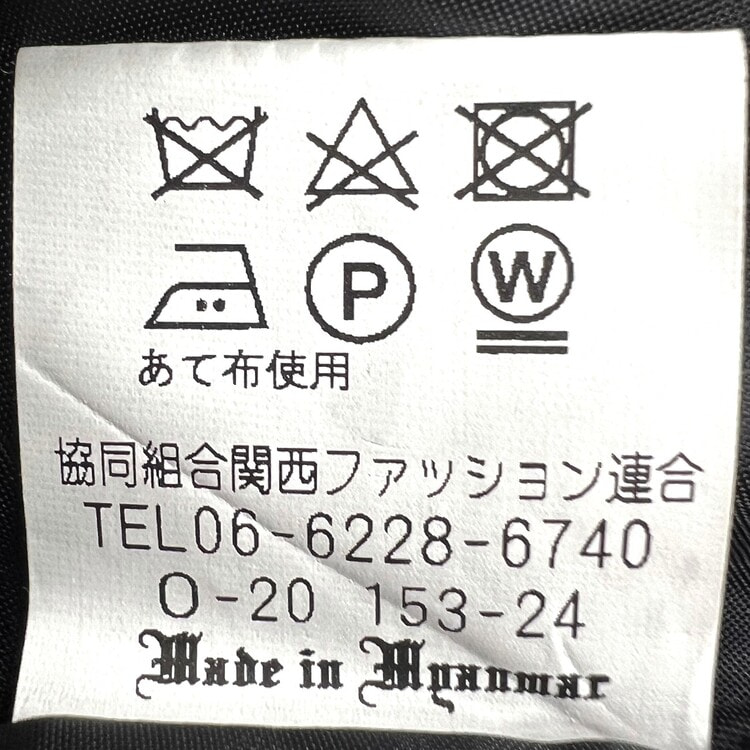 P W
あて布使用
協同組合関西ファッション連合
TEL06-6228-6740
O-20 153-24
Made in Myanmar